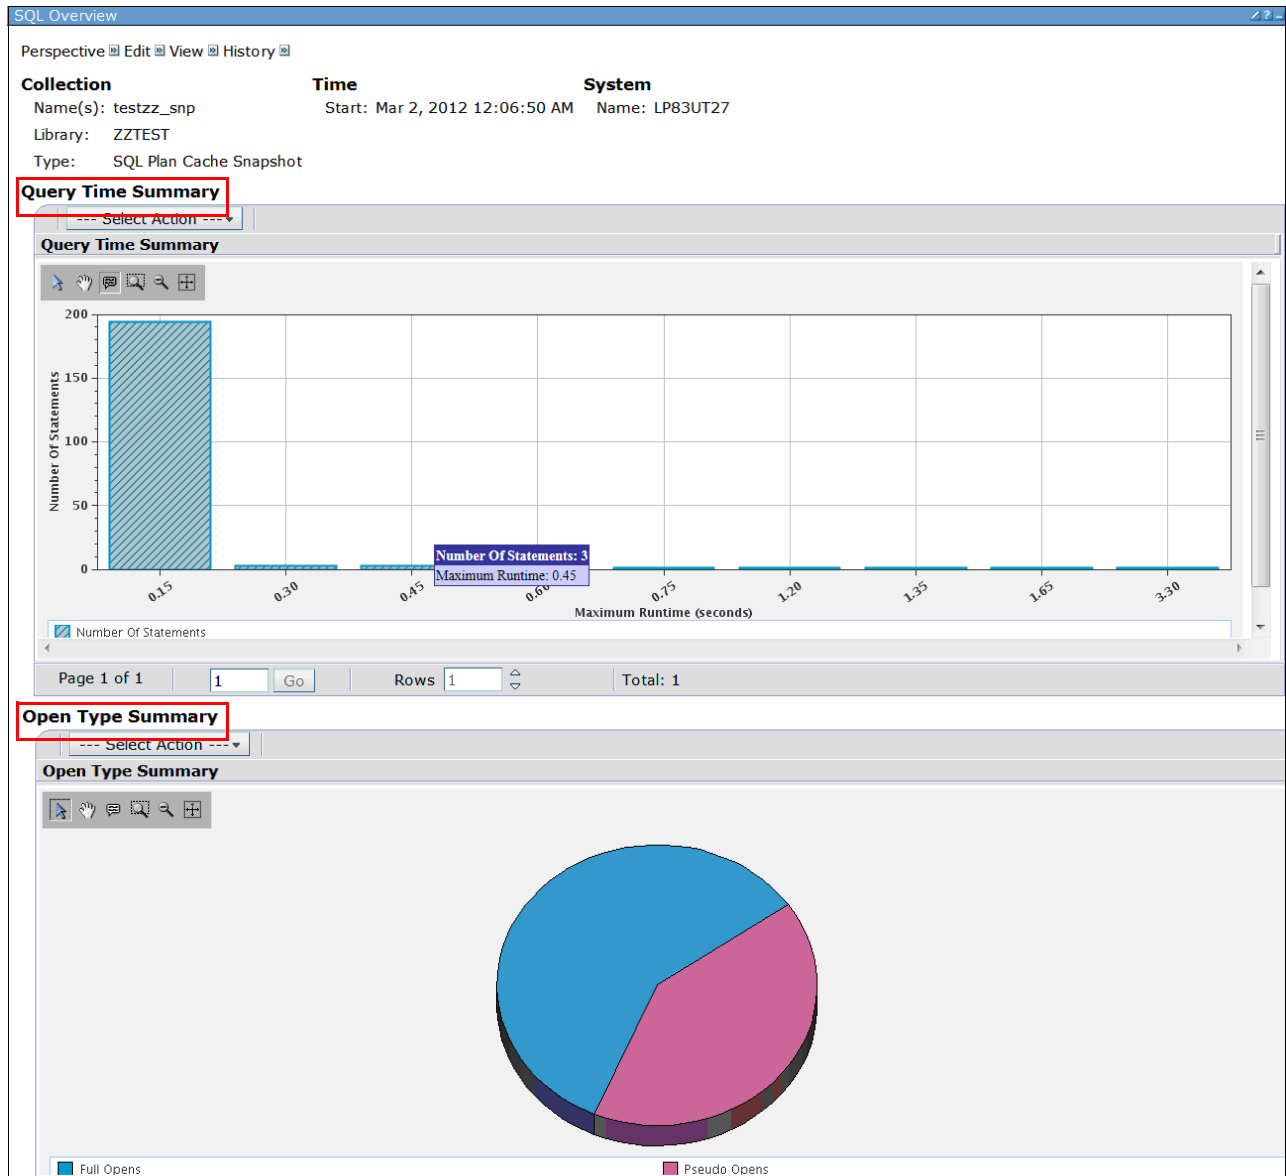 SQL Overview
Perspective Edit View History
Collection Time System
Name(s): testzz_snp Start: Mar 2, 2012 12:06:50 AM Name: LP83UT27
Library: ZZTEST
Type: SQL Plan Cache Snapshot
Query Time Summary
--- Select Action ---
Query Time Summary
200
150
100
50
0
Number Of Statements
Number Of Statements: 3
Maximum Runtime: 0.45
0.15 0.30 0.45 0.60 0.75 1.20 1.35 1.65 3.30
Maximum Runtime (seconds)
Number Of Statements
Page 1 of 1 1 Go Rows 1 Total: 1
Open Type Summary
--- Select Action ---
Open Type Summary
Full Opens Pseudo Opens